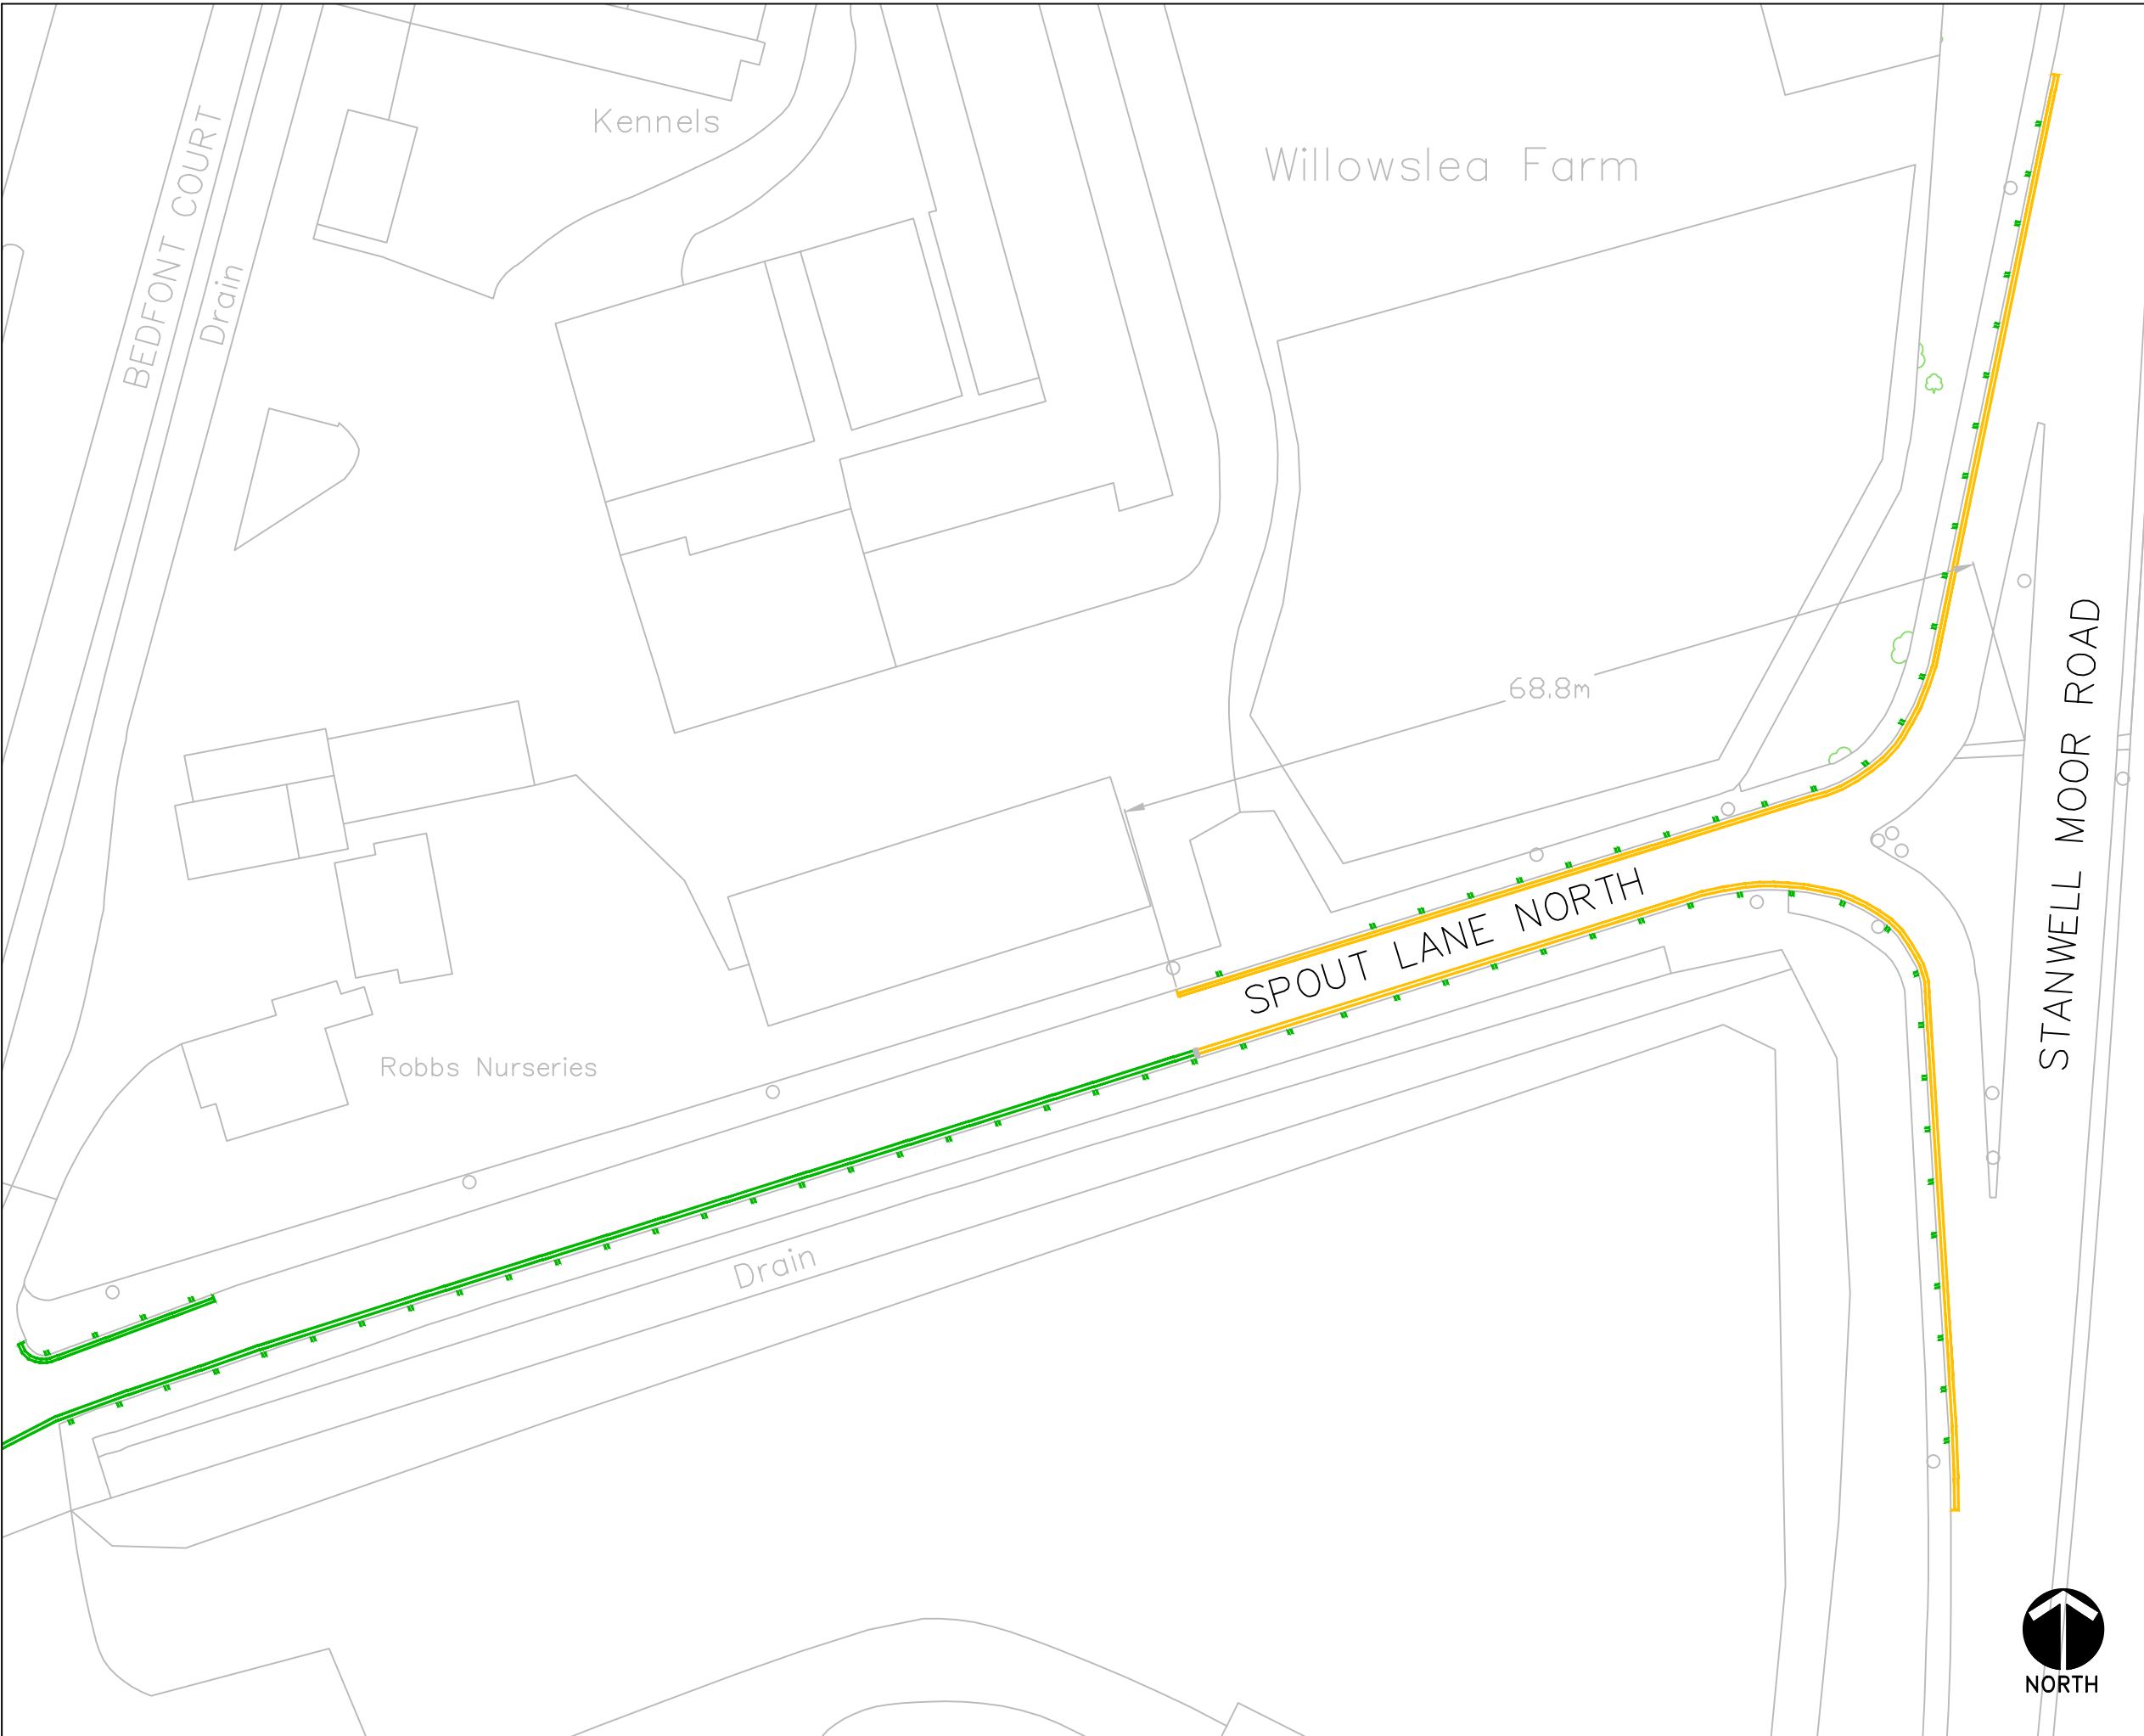 Kennels
Willowslea Farm
BEDFONT COURT
Drain
68.8m
STANWELL MOOR ROAD
SPOUT LANE NORTH
Robbs Nurseries
Drain
NORTH